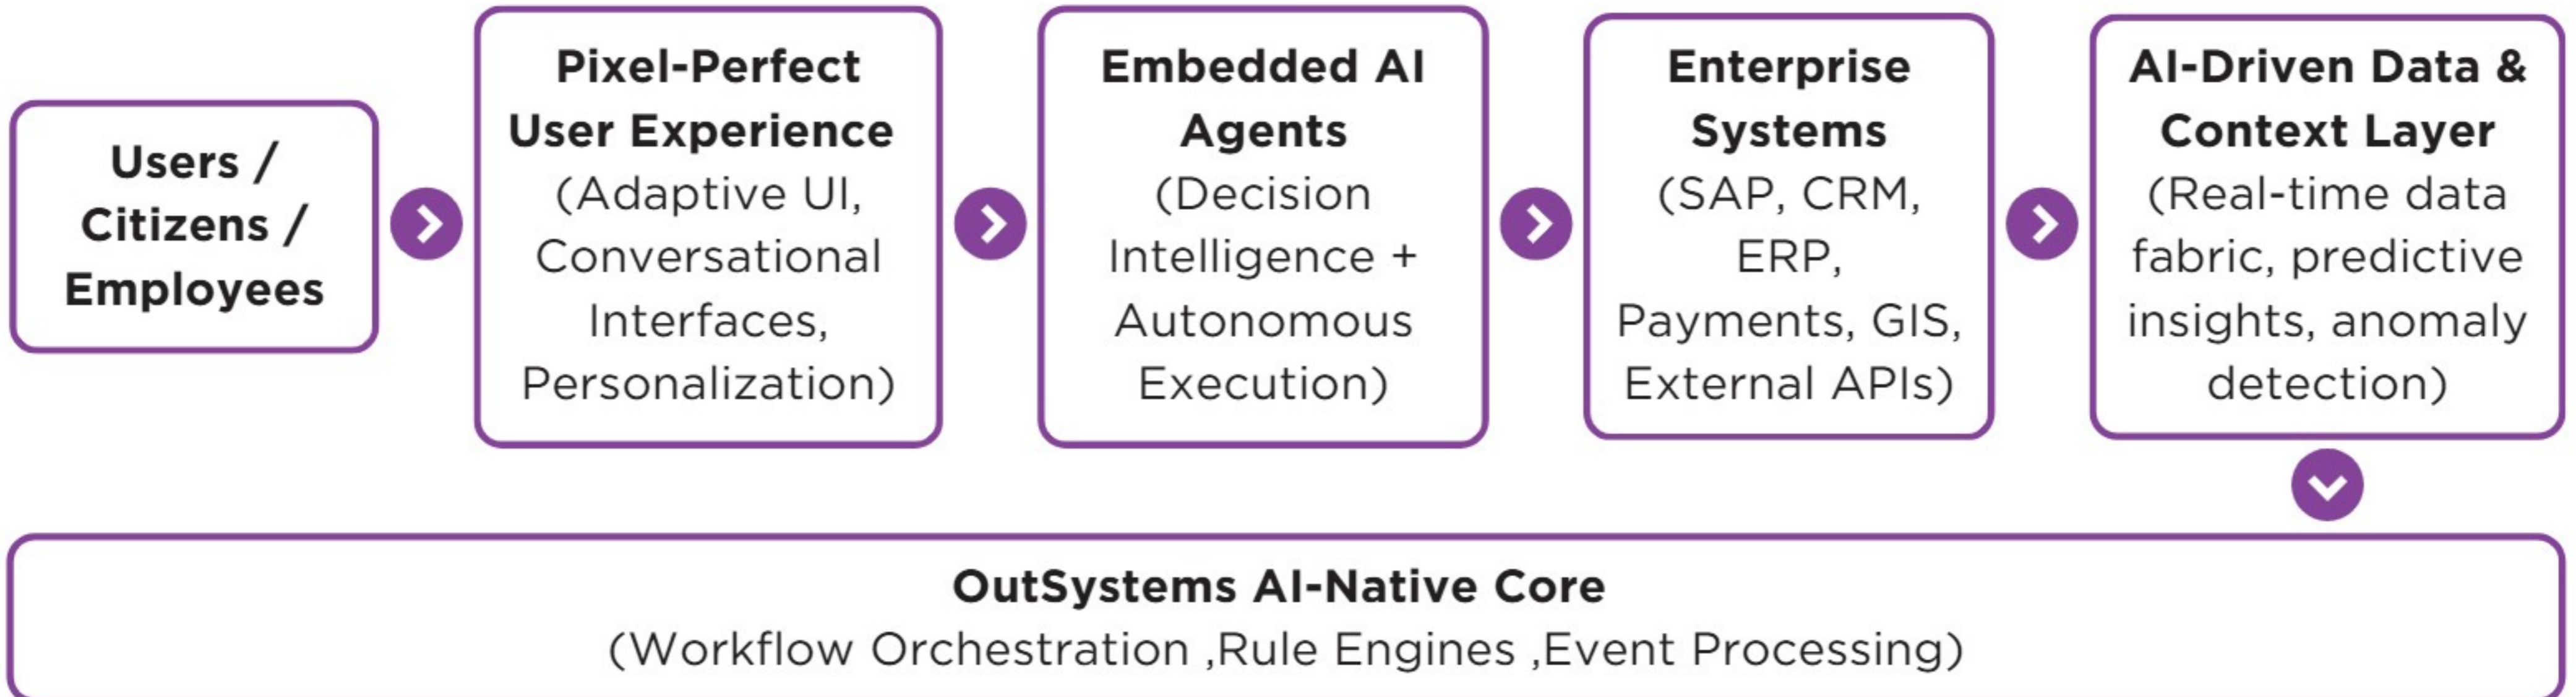 Users /
Citizens /
Employees
Pixel-Perfect
User Experience
(Adaptive UI,
Conversational
Interfaces,
Personalization)
Embedded AI
Agents
(Decision
Intelligence +
Autonomous
Execution)
Enterprise
Systems
(SAP, CRM,
ERP,
Payments, GIS,
External APIs)
AI-Driven Data &
Context Layer
(Real-time data
fabric, predictive
insights, anomaly
detection)
OutSystems AI-Native Core
(Workflow Orchestration ,Rule Engines ,Event Processing)